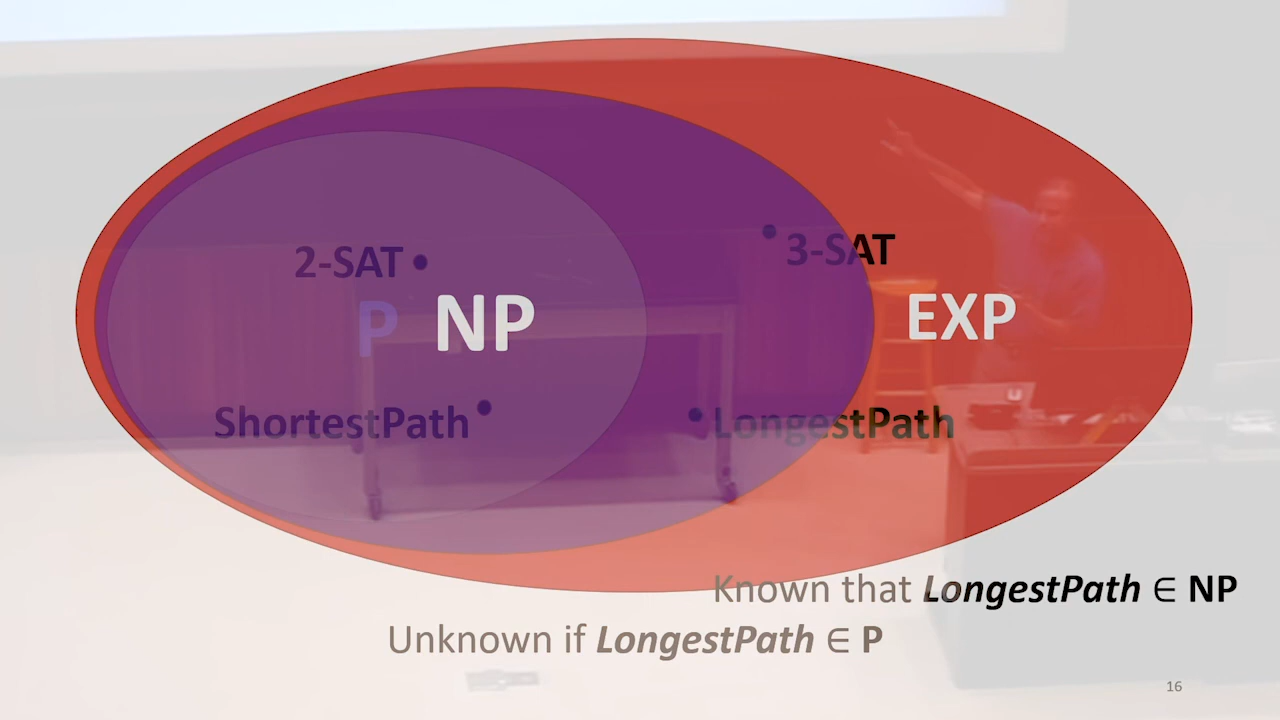 2-SAT
3-SAT
P
NP
EXP
ShortestPath
LongestPath
Known that LongestPath ∈ NP
Unknown if LongestPath ∈ P
16